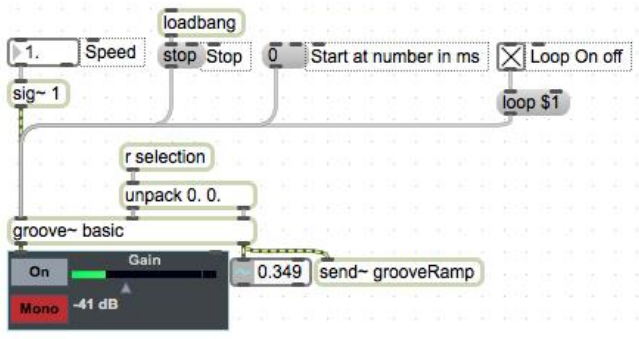 loadbang
1.
Speed
stop
Stop
0
Start at number in ms
Loop On off
sig~ 1
loop $1
r selection
unpack 0. 0.
groove~ basic
On
Gain
0.349
send~ grooveRamp
Mono
-41 dB